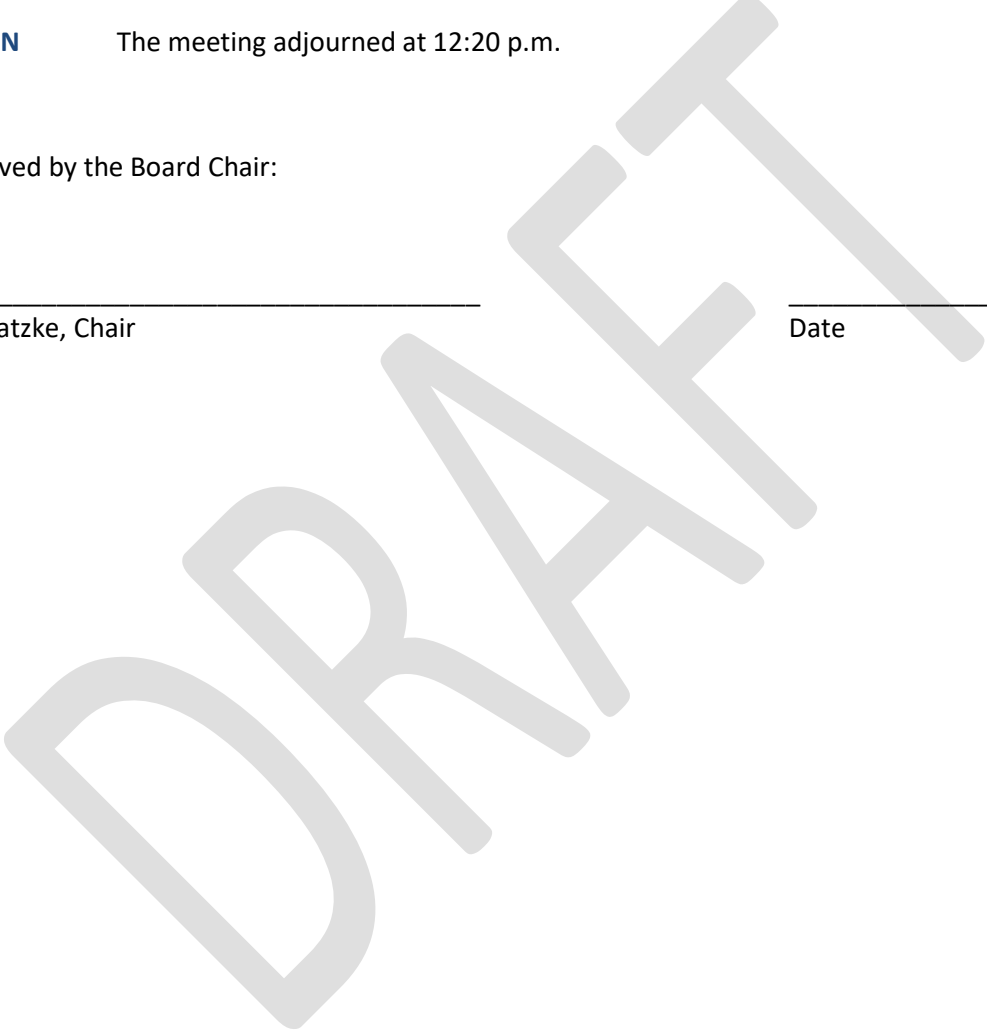 N The meeting adjourned at 12:20 p.m.
ved by the Board Chair:
atzke, Chair Date
DRAFT